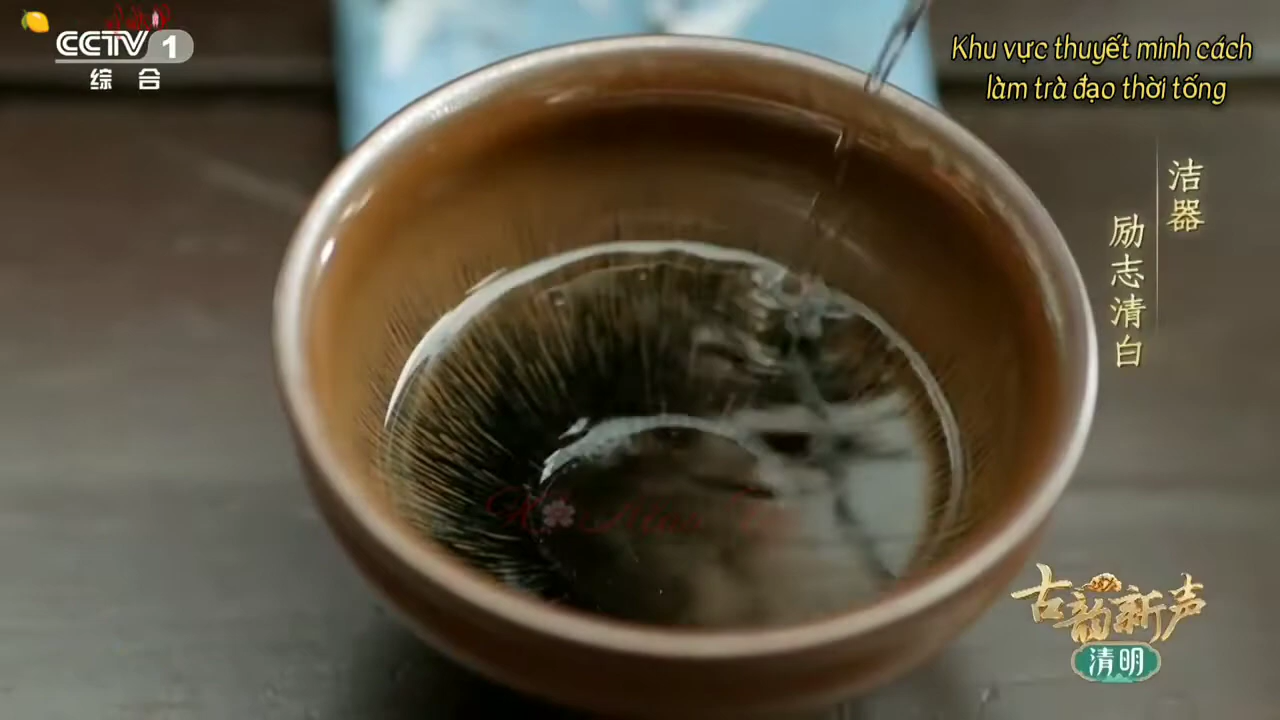 CCTV 1
综合
Khu vực thuyết minh cách
làm trà đạo thời tống
洁器
励志清白
古韵新声
清明